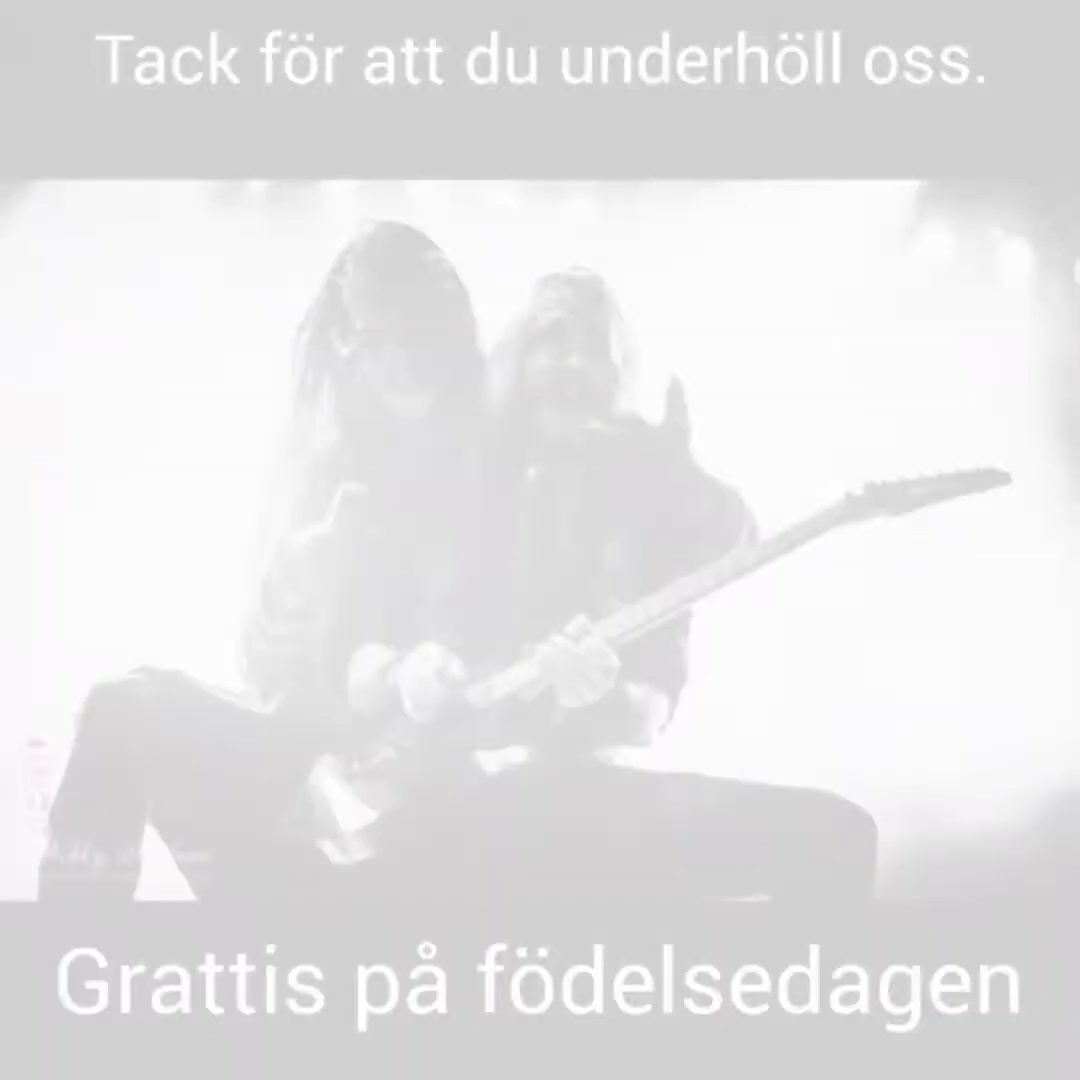 Tack för att du underhöll oss.
Grattis på födelsedagen